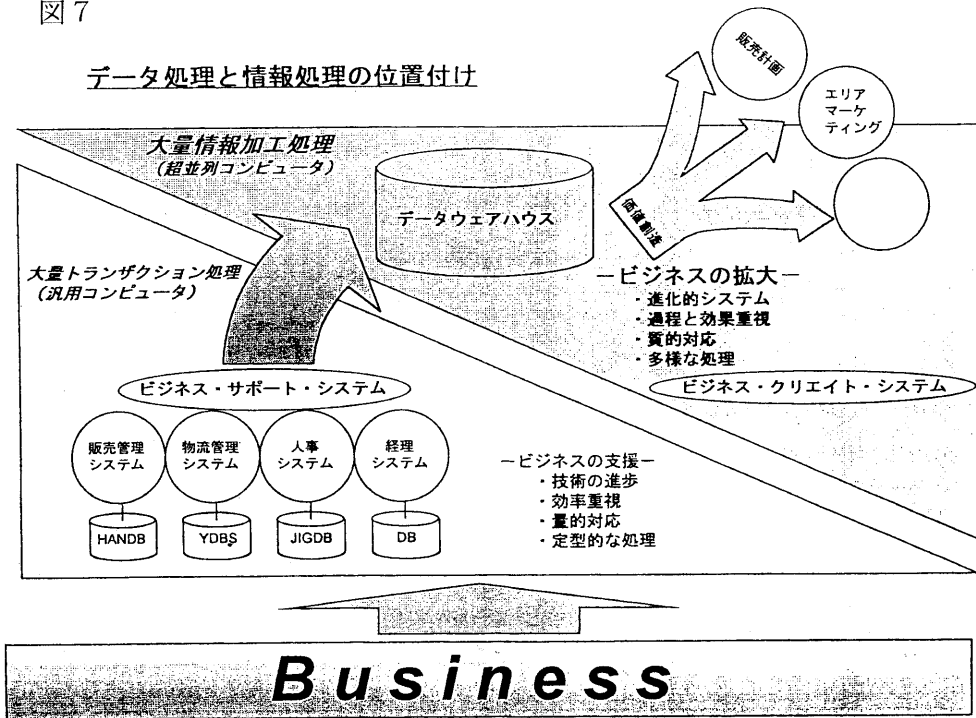 図7
データ処理と情報処理の位置付け
販売計画
エリア
マーケ
ティング
大量情報加工処理
(超並列コンピュータ)
データウェアハウス
価値創造
大量トランザクション処理
(汎用コンピュータ)
ービジネスの拡大ー
・進化的システム
・過程と効果重視
・質的対応
・多様な処理
ビジネス・サポート・システム
ビジネス・クリエイト・システム
販売管理
システム
物流管理
システム
人事
システム
経理
システム
ービジネスの支援ー
・技術の進歩
・効率重視
・量的対応
・定型的な処理
HANDB
YDBS
JIGDB
DB
Business